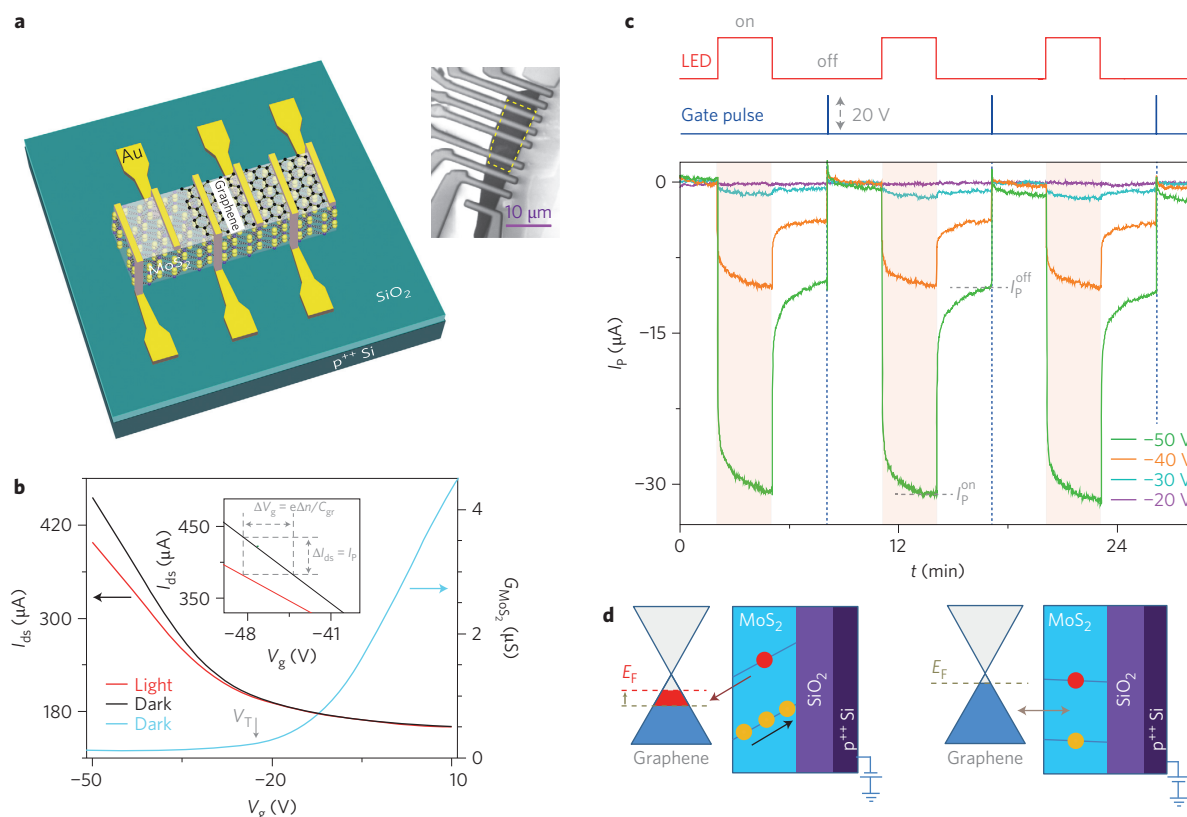 a
Au
Graphene
MoS₂
SiO₂
p⁺⁺ Si
10 μm
b
I_ds (μA)
420
300
180
Light
Dark
Dark
V_T
−50
−20
10
V_g (V)
4
2
0
G_MoS₂ (μS)
ΔV_g = eΔn/C_gr
ΔI_ds = I_P
I_ds (μA)
450
350
−48
−41
V_g (V)
c
on
LED
off
Gate pulse
20 V
I_P (μA)
0
−15
−30
I_P^off
I_P^on
−50 V
−40 V
−30 V
−20 V
0
12
24
t (min)
d
E_F
Graphene
MoS₂
SiO₂
p⁺⁺ Si
E_F
Graphene
MoS₂
SiO₂
p⁺⁺ Si